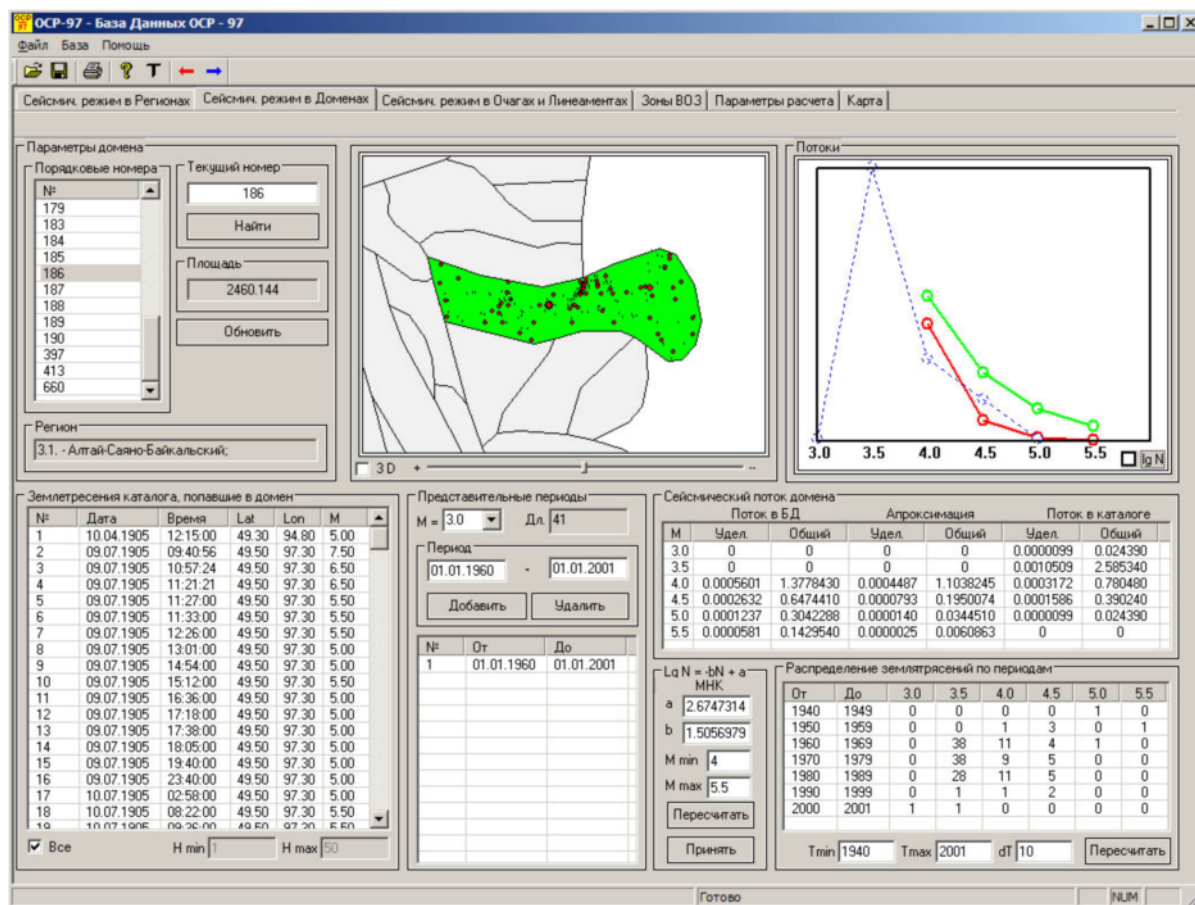 ОСР-97 - База Данных ОСР - 97
Файл База Помощь
Сейсмич. режим в Регионах Сейсмич. режим в Доменах Сейсмич. режим в Очагах и Линеаментах Зоны ВОЗ Параметры расчета Карта
Параметры домена
Порядковые номера
№
179
183
184
185
186
187
188
189
190
397
413
660
Текущий номер
186
Найти
Площадь
2460.144
Обновить
Регион
3.1. - Алтай-Саяно-Байкальский;
3D + --
Потоки
3.0 3.5 4.0 4.5 5.0 5.5 lg N
Землетресения каталога, попавшие в домен
№ Дата Время Lat Lon M
1 10.04.1905 12:15:00 49.30 94.80 5.00
2 09.07.1905 09:40:56 49.50 97.30 7.50
3 09.07.1905 10:57:24 49.50 97.30 6.50
4 09.07.1905 11:21:21 49.50 97.30 6.50
5 09.07.1905 11:27:00 49.50 97.30 5.50
6 09.07.1905 11:33:00 49.50 97.30 5.50
7 09.07.1905 12:26:00 49.50 97.30 5.50
8 09.07.1905 13:01:00 49.50 97.30 5.00
9 09.07.1905 14:54:00 49.50 97.30 5.00
10 09.07.1905 15:12:00 49.50 97.30 5.50
11 09.07.1905 16:36:00 49.50 97.30 5.00
12 09.07.1905 17:18:00 49.50 97.30 5.00
13 09.07.1905 17:38:00 49.50 97.30 5.00
14 09.07.1905 18:05:00 49.50 97.30 5.00
15 09.07.1905 19:40:00 49.50 97.30 5.00
16 09.07.1905 23:40:00 49.50 97.30 5.00
17 10.07.1905 02:58:00 49.50 97.30 5.00
18 10.07.1905 08:22:00 49.50 97.30 5.50
19 10.07.1905 09:26:00 49.50 97.30 5.50
Все H min 1 H max 50
Представительные периоды
M = 3.0 Дл. 41
Период
01.01.1960 - 01.01.2001
Добавить Удалить
№ От До
1 01.01.1960 01.01.2001
Сейсмический поток домена
Поток в БД Апроксимация Поток в каталоге
M Удел. Общий Удел. Общий Удел. Общий
3.0 0 0 0 0 0.0000099 0.024390
3.5 0 0 0 0 0.0010509 2.585340
4.0 0.0005601 1.3778430 0.0004487 1.1038245 0.0003172 0.780480
4.5 0.0002632 0.6474410 0.0000793 0.1950074 0.0001586 0.390240
5.0 0.0001237 0.3042288 0.0000140 0.0344510 0.0000099 0.024390
5.5 0.0000581 0.1429540 0.0000025 0.0060863 0 0
Lq N = -bN + a
МНК
a 2.6747314
b 1.5056979
M min 4
M max 5.5
Пересчитать
Принять
Распределение землятрясений по периодам
От До 3.0 3.5 4.0 4.5 5.0 5.5
1940 1949 0 0 0 0 1 0
1950 1959 0 0 1 3 0 1
1960 1969 0 38 11 4 1 0
1970 1979 0 38 9 5 0 0
1980 1989 0 28 11 5 0 0
1990 1999 0 1 1 2 0 0
2000 2001 1 1 0 0 0 0
Tmin 1940 Tmax 2001 dT 10 Пересчитать
Готово NUM